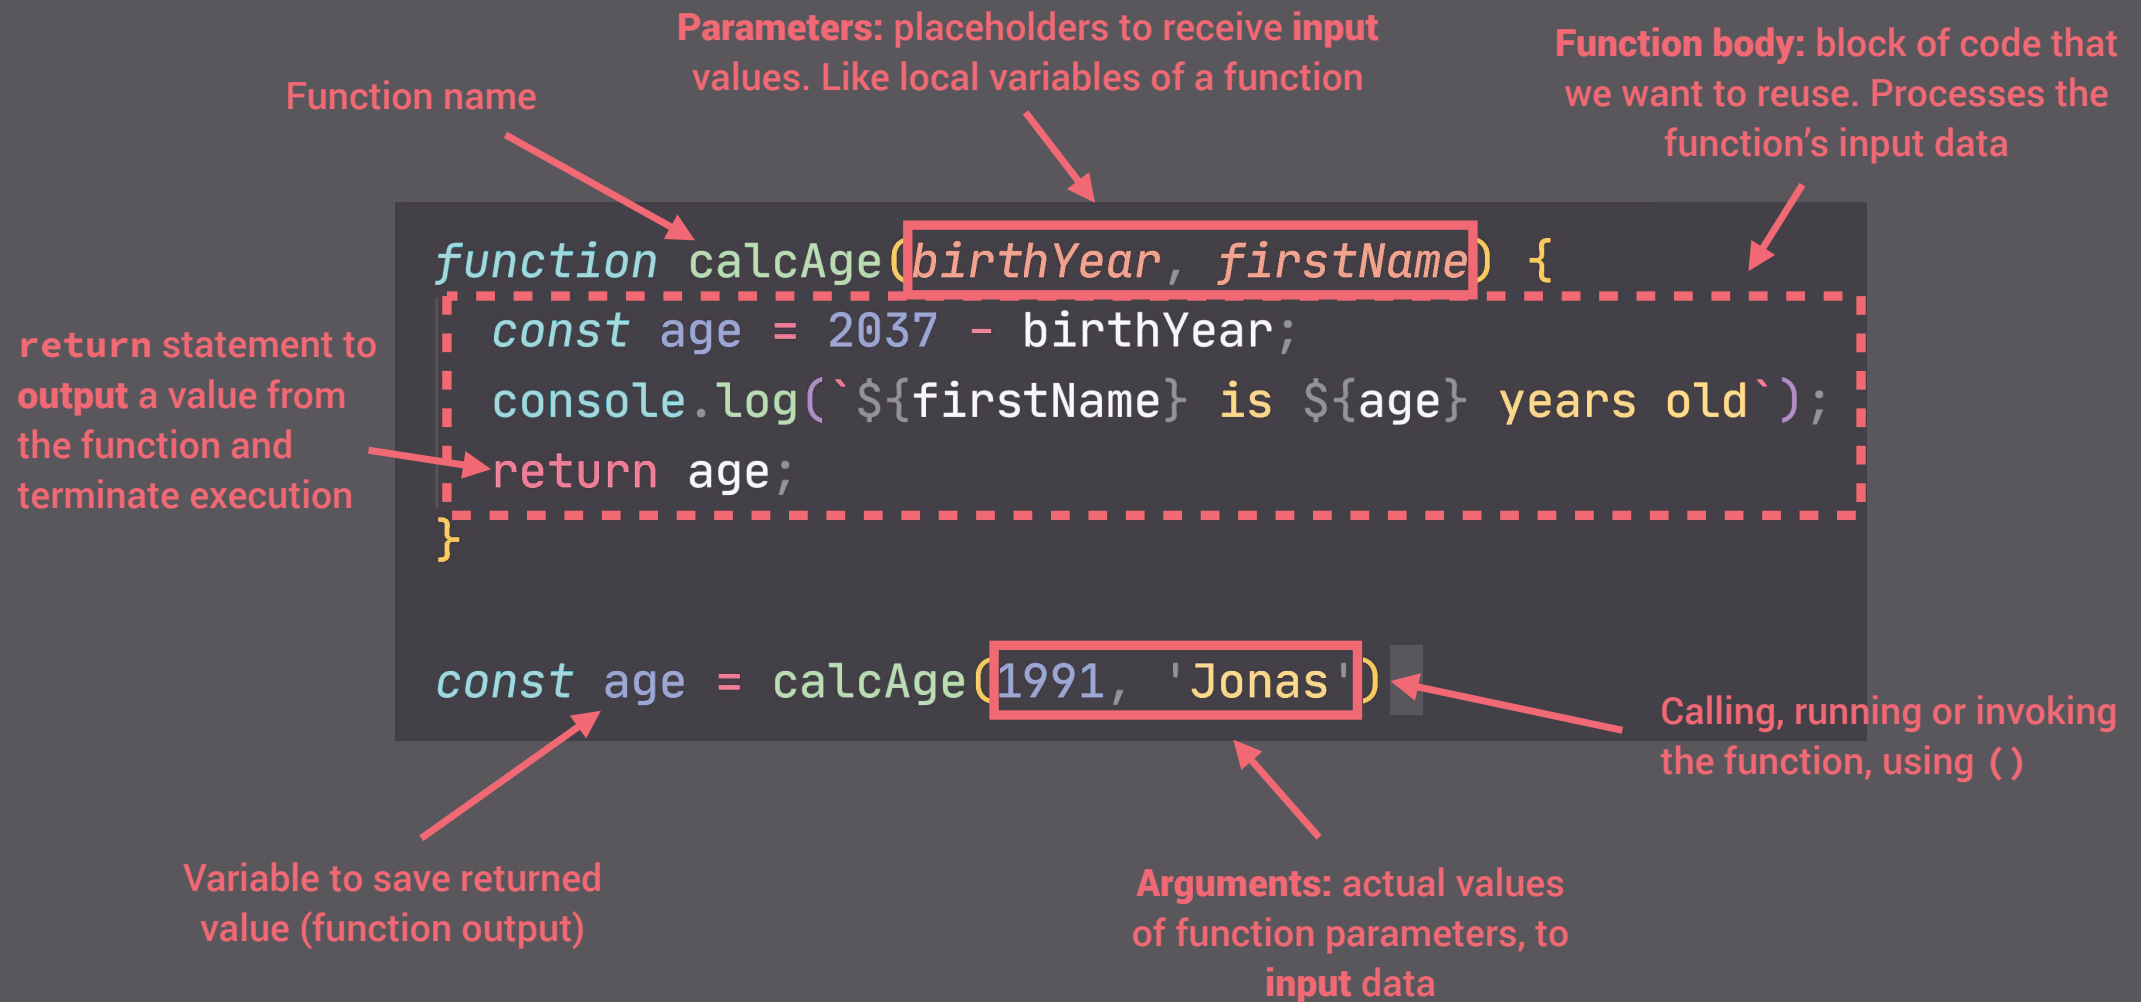 Parameters: placeholders to receive input
values. Like local variables of a function
Function body: block of code that
we want to reuse. Processes the
function’s input data
Function name
function calcAge(birthYear, firstName) {
const age = 2037 - birthYear;
console.log(`${firstName} is ${age} years old`);
return age;
}
return statement to
output a value from
the function and
terminate execution
const age = calcAge(1991, 'Jonas')
Calling, running or invoking
the function, using ()
Variable to save returned
value (function output)
Arguments: actual values
of function parameters, to
input data